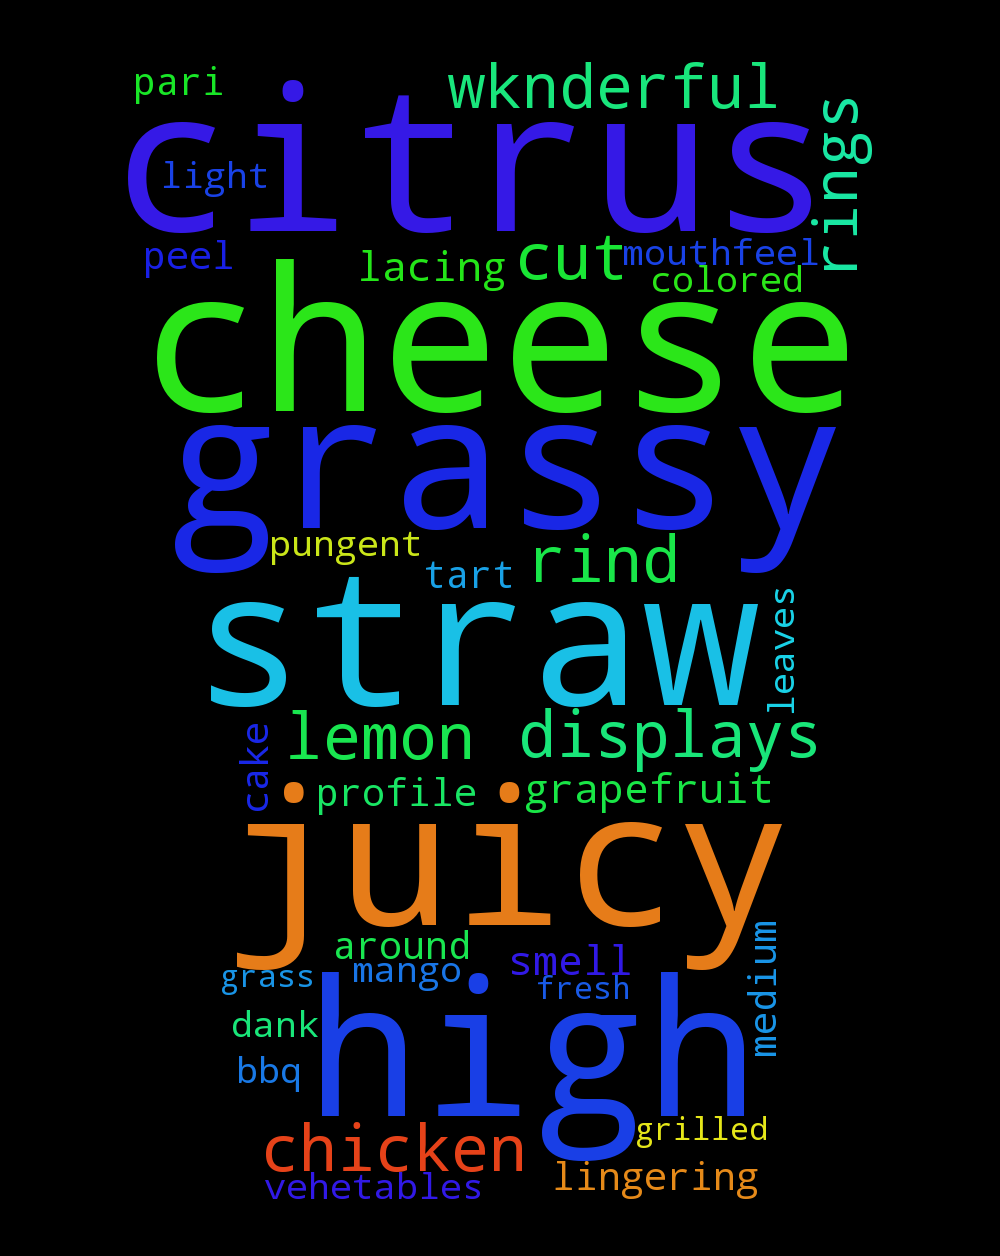 pari
wknderful
citrus
rings
light
peel
lacing
cut
mouthfeel
colored
cheese
grassy
pungent
tart
rind
straw
leaves
cake
lemon
displays
profile
grapefruit
juicy
around
smell
medium
grass
mango
fresh
high
dank
bbq
chicken
grilled
vehetables
lingering